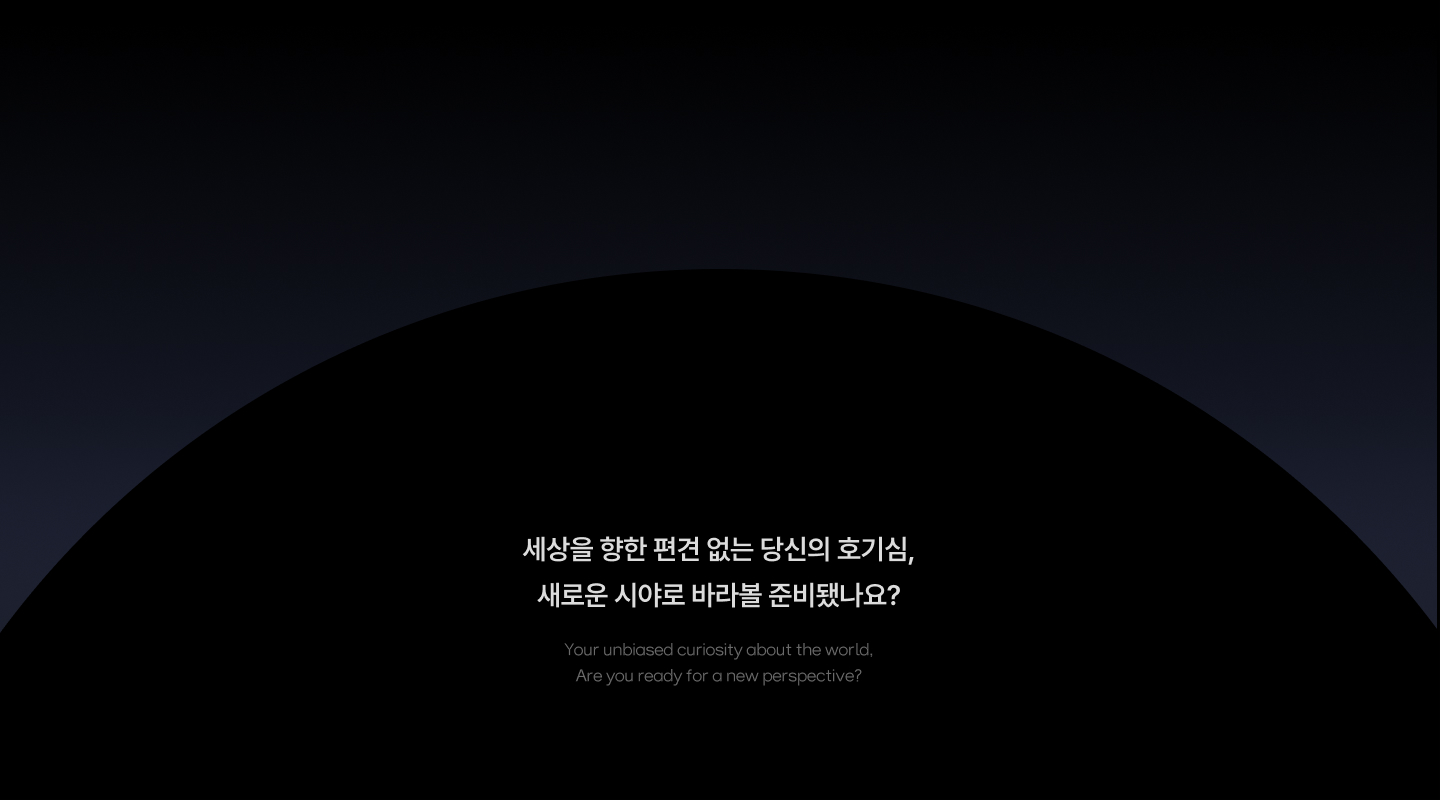 세상을 향한 편견 없는 당신의 호기심,
새로운 시야로 바라볼 준비됐나요?
Your unbiased curiosity about the world,
Are you ready for a new perspective?